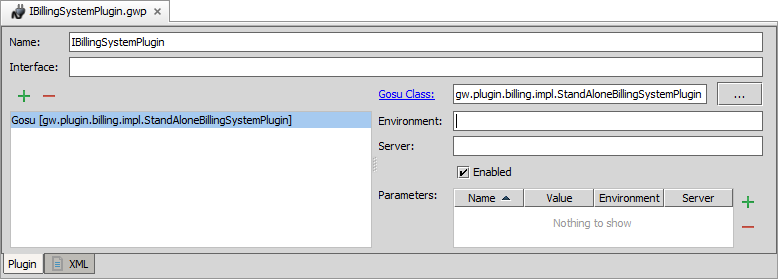 IBillingSystemPlugin.gwp ×
Name: IBillingSystemPlugin
Interface:
Gosu Class: gw.plugin.billing.impl.StandAloneBillingSystemPlugin ...
Gosu [gw.plugin.billing.impl.StandAloneBillingSystemPlugin]
Environment:
Server:
Enabled
Parameters: Name Value Environment Server
Nothing to show
Plugin XML